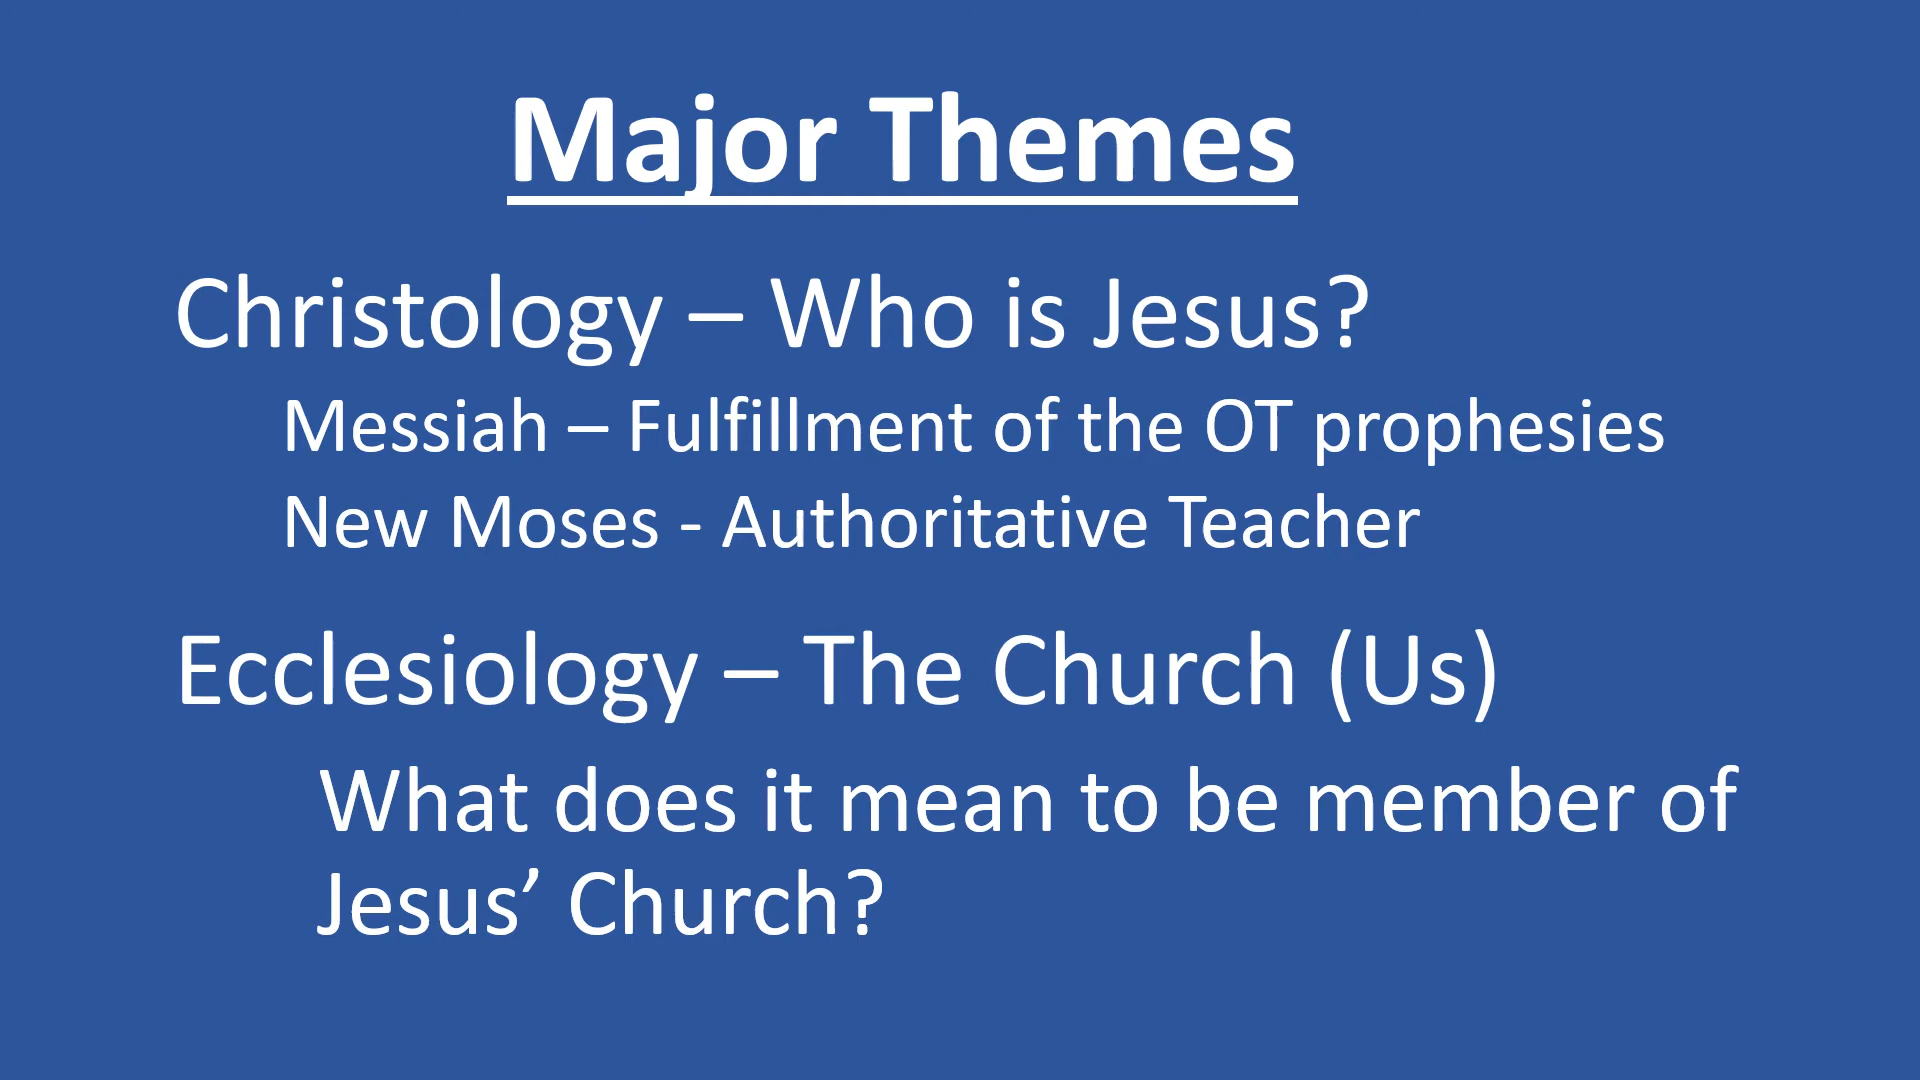 Major Themes
Christology – Who is Jesus?
Messiah – Fulfillment of the OT prophesies
New Moses - Authoritative Teacher
Ecclesiology – The Church (Us)
What does it mean to be member of
Jesus’ Church?